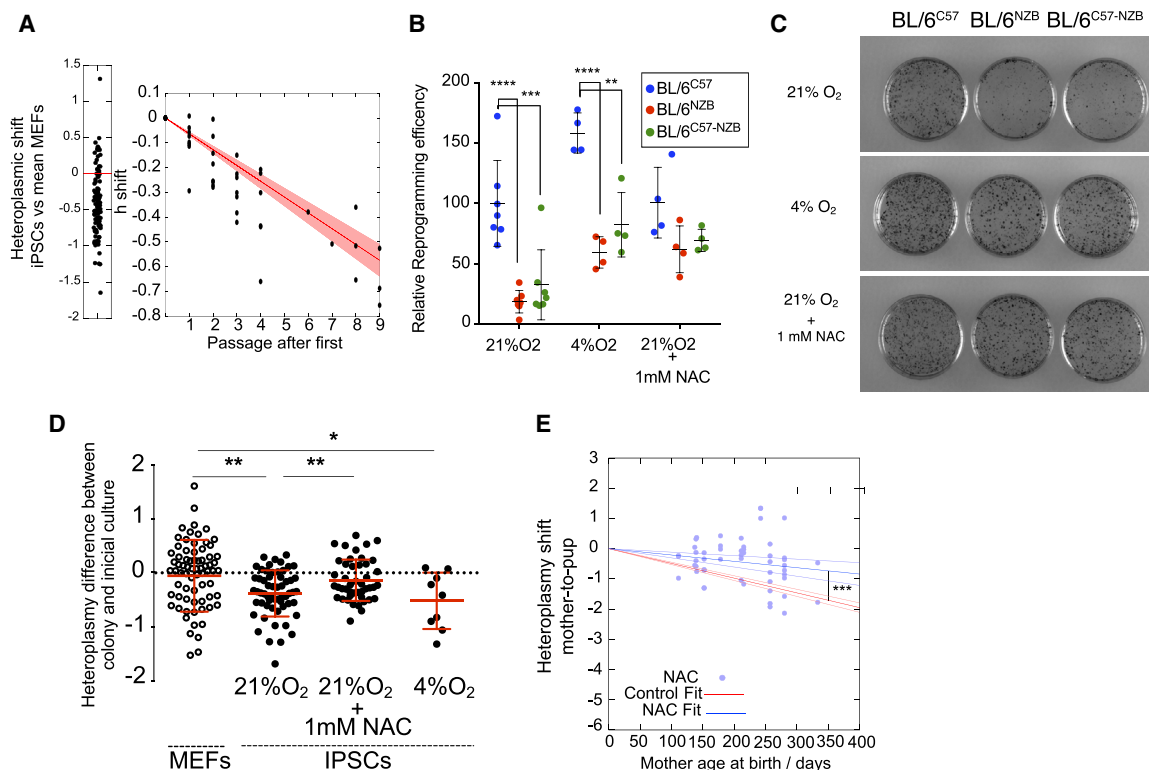 A
Heteroplasmic shift
iPSCs vs mean MEFs
1.5
1
0.5
0
-0.5
-1
-1.5
-2
h shift
0.1
0
-0.1
-0.2
-0.3
-0.4
-0.5
-0.6
-0.7
-0.8
1 2 3 4 5 6 7 8 9
Passage after first
B
Relative Reprogramming efficency
200
150
100
50
0
**** ***
**** **
BL/6C57
BL/6NZB
BL/6C57-NZB
21%O2 4%O2 21%O2
+
1mM NAC
C
BL/6C57 BL/6NZB BL/6C57-NZB
21% O2
4% O2
21% O2
+
1 mM NAC
D
Heteroplasmy difference between
colony and inicial culture
2
1
0
-1
-2
*
** **
21%O2 21%O2 4%O2
+
1mM NAC
MEFs IPSCs
E
Heteroplasmy shift
mother-to-pup
3
2
1
0
-1
-2
-3
-4
-5
-6
***
NAC
Control Fit
NAC Fit
0 50 100 150 200 250 300 350 400
Mother age at birth / days